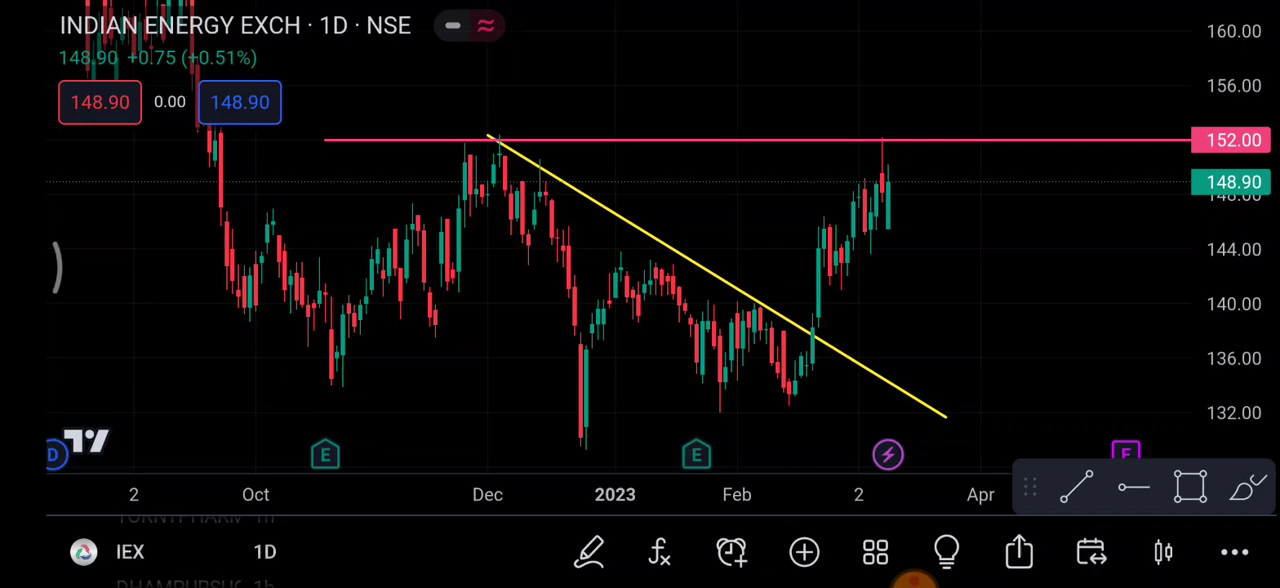 INDIAN ENERGY EXCH · 1D · NSE
148.90 +0.75 (+0.51%)
148.90 0.00 148.90
160.00
156.00
152.00
148.90
148.00
144.00
140.00
136.00
132.00
D E E E
2 Oct Dec 2023 Feb 2 Apr
IEX 1D